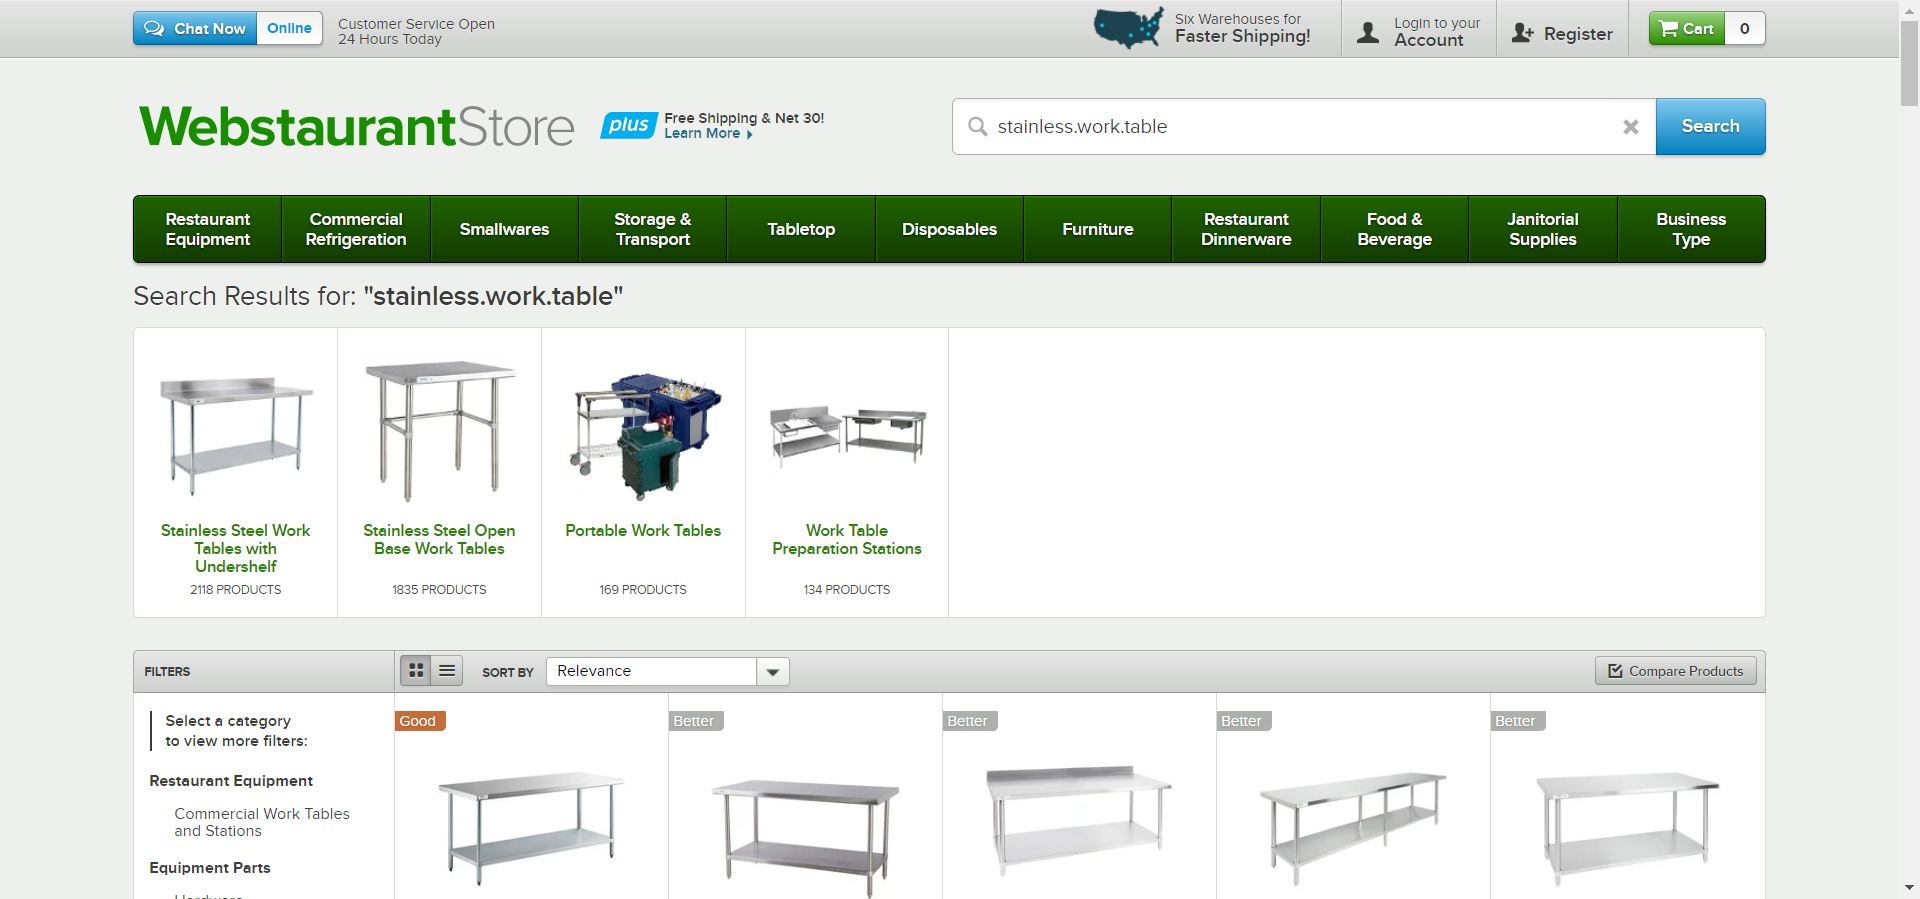 Chat Now
Online
Customer Service Open
24 Hours Today
Six Warehouses for
Faster Shipping!
Login to your
Account
Register
Cart
0
WebstaurantStore
plus
Free Shipping & Net 30!
Learn More
stainless.work.table
Search
Restaurant
Equipment
Commercial
Refrigeration
Smallwares
Storage &
Transport
Tabletop
Disposables
Furniture
Restaurant
Dinnerware
Food &
Beverage
Janitorial
Supplies
Business
Type
Search Results for: "stainless.work.table"
Stainless Steel Work
Tables with
Undershelf
2118 PRODUCTS
Stainless Steel Open
Base Work Tables
1835 PRODUCTS
Portable Work Tables
169 PRODUCTS
Work Table
Preparation Stations
134 PRODUCTS
FILTERS
SORT BY
Relevance
Compare Products
Select a category
to view more filters:
Restaurant Equipment
Commercial Work Tables
and Stations
Equipment Parts
Hardware
Good
Better
Better
Better
Better